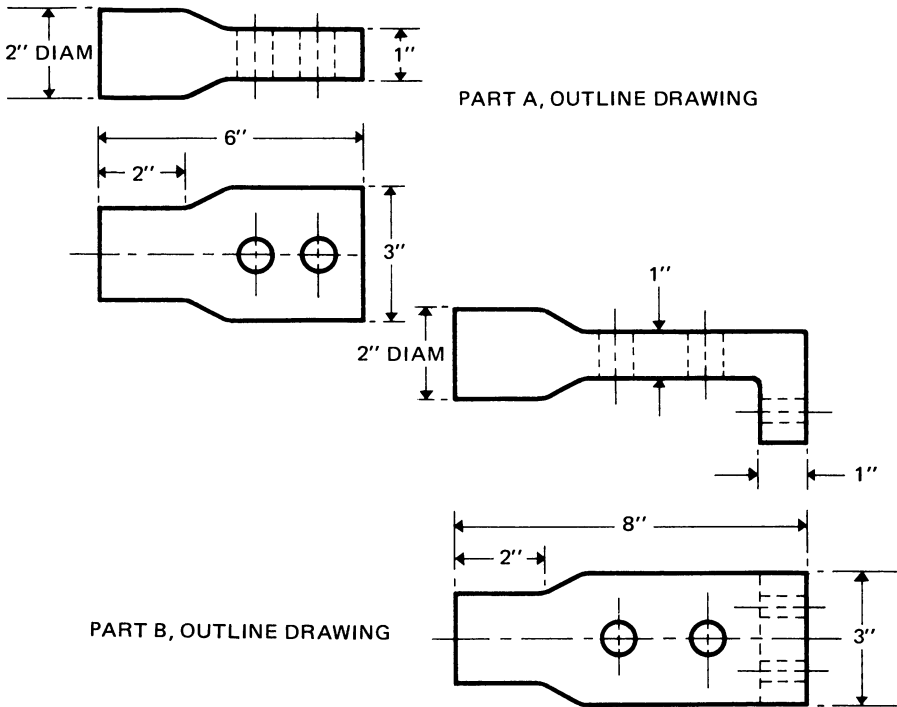 2″ DIAM
1″
PART A, OUTLINE DRAWING
6″
2″
3″
1″
2″ DIAM
1″
8″
2″
PART B, OUTLINE DRAWING
3″